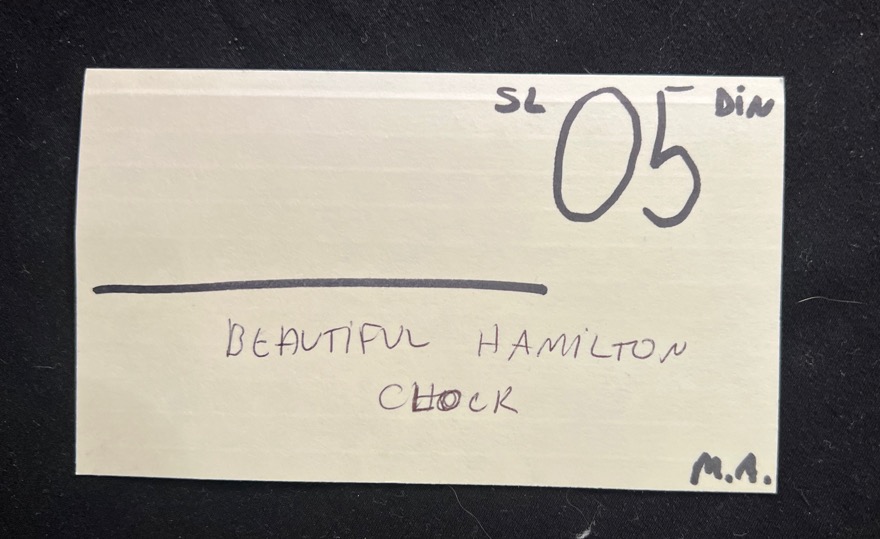 SL 05 DiN
BEAUTiFUL HAMiLTON
CLOCK
M.A.